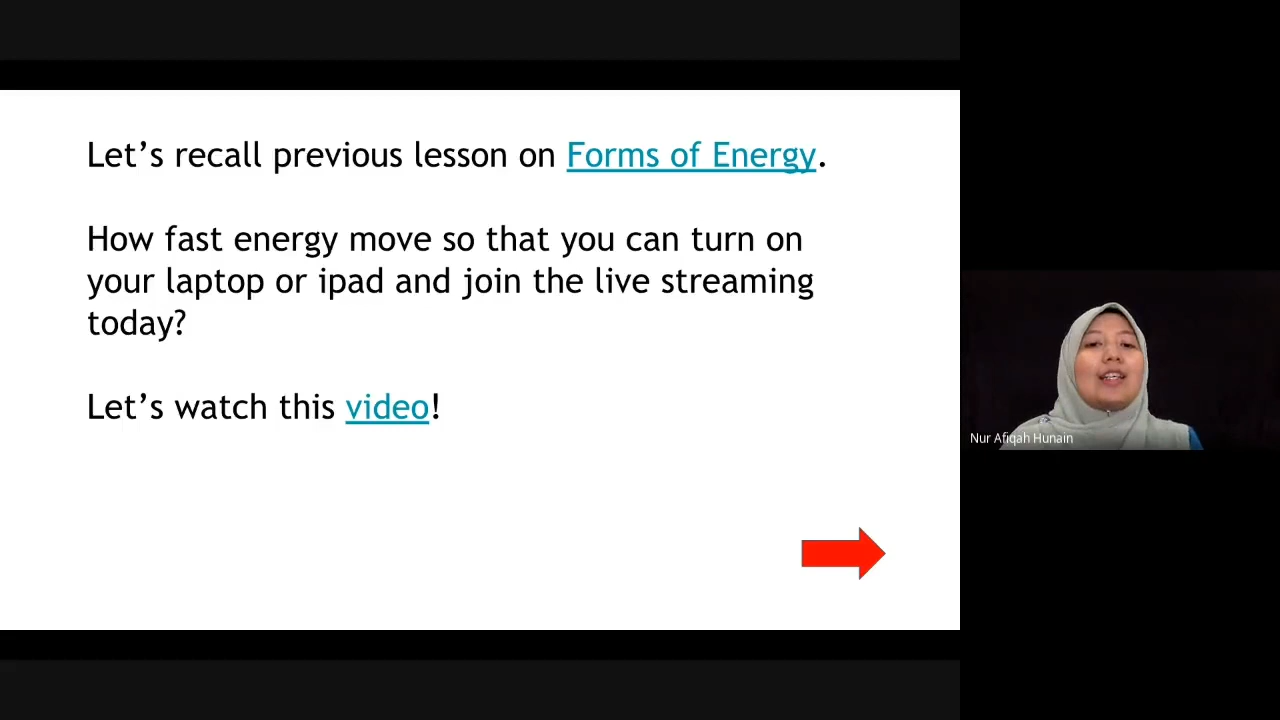 Let’s recall previous lesson on Forms of Energy.
How fast energy move so that you can turn on
your laptop or ipad and join the live streaming
today?
Let’s watch this video!
Nur Afiqah Hunain